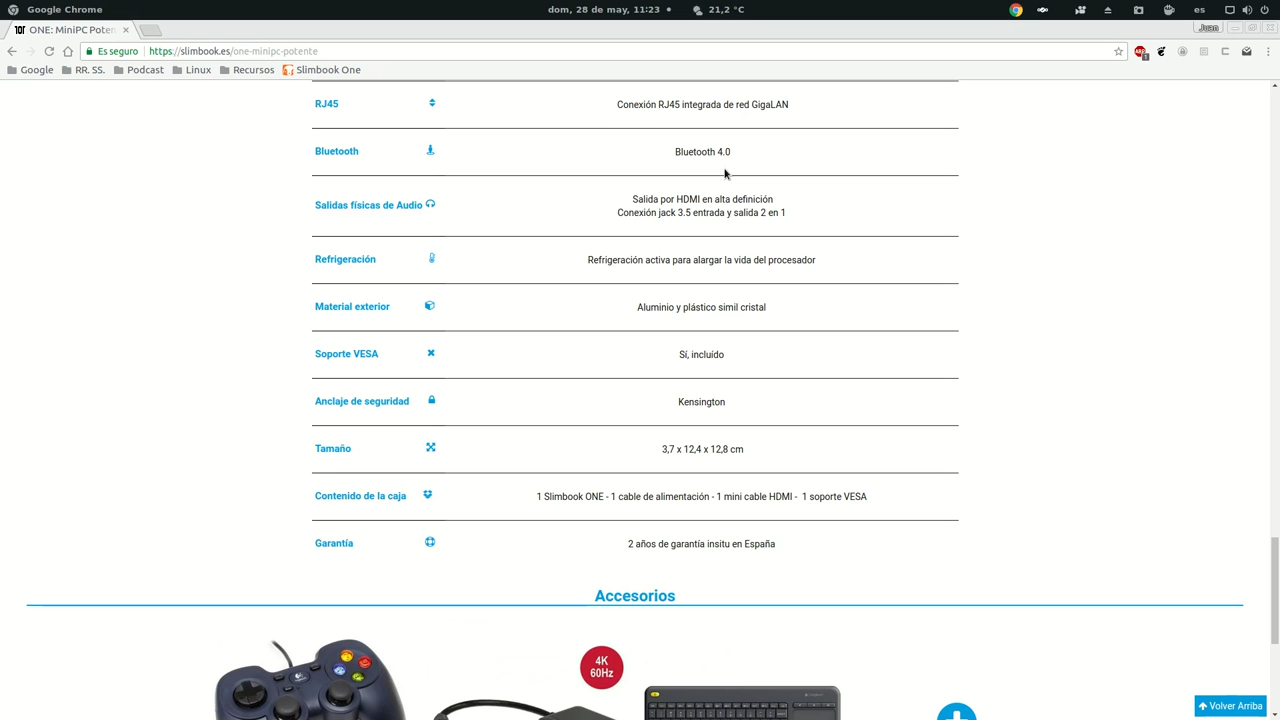 Google Chrome
dom, 28 de may, 11:23
21,2 °C
es
ONE: MiniPC Poten
Juan
Es seguro
https://slimbook.es/one-minipc-potente
ABP
1
Google
RR. SS.
Podcast
Linux
Recursos
Slimbook One
RJ45
Conexión RJ45 integrada de red GigaLAN
Bluetooth
Bluetooth 4.0
Salidas físicas de Audio
Salida por HDMI en alta definición
Conexión jack 3.5 entrada y salida 2 en 1
Refrigeración
Refrigeración activa para alargar la vida del procesador
Material exterior
Aluminio y plástico simil cristal
Soporte VESA
Sí, incluído
Anclaje de seguridad
Kensington
Tamaño
3,7 x 12,4 x 12,8 cm
Contenido de la caja
1 Slimbook ONE - 1 cable de alimentación - 1 mini cable HDMI - 1 soporte VESA
Garantía
2 años de garantía insitu en España
Accesorios
4K
60Hz
Volver Arriba